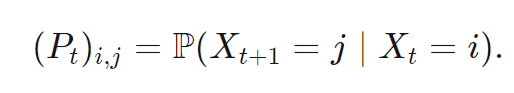 (P_t)_{i,j} = ℙ(X_{t+1} = j | X_t = i).